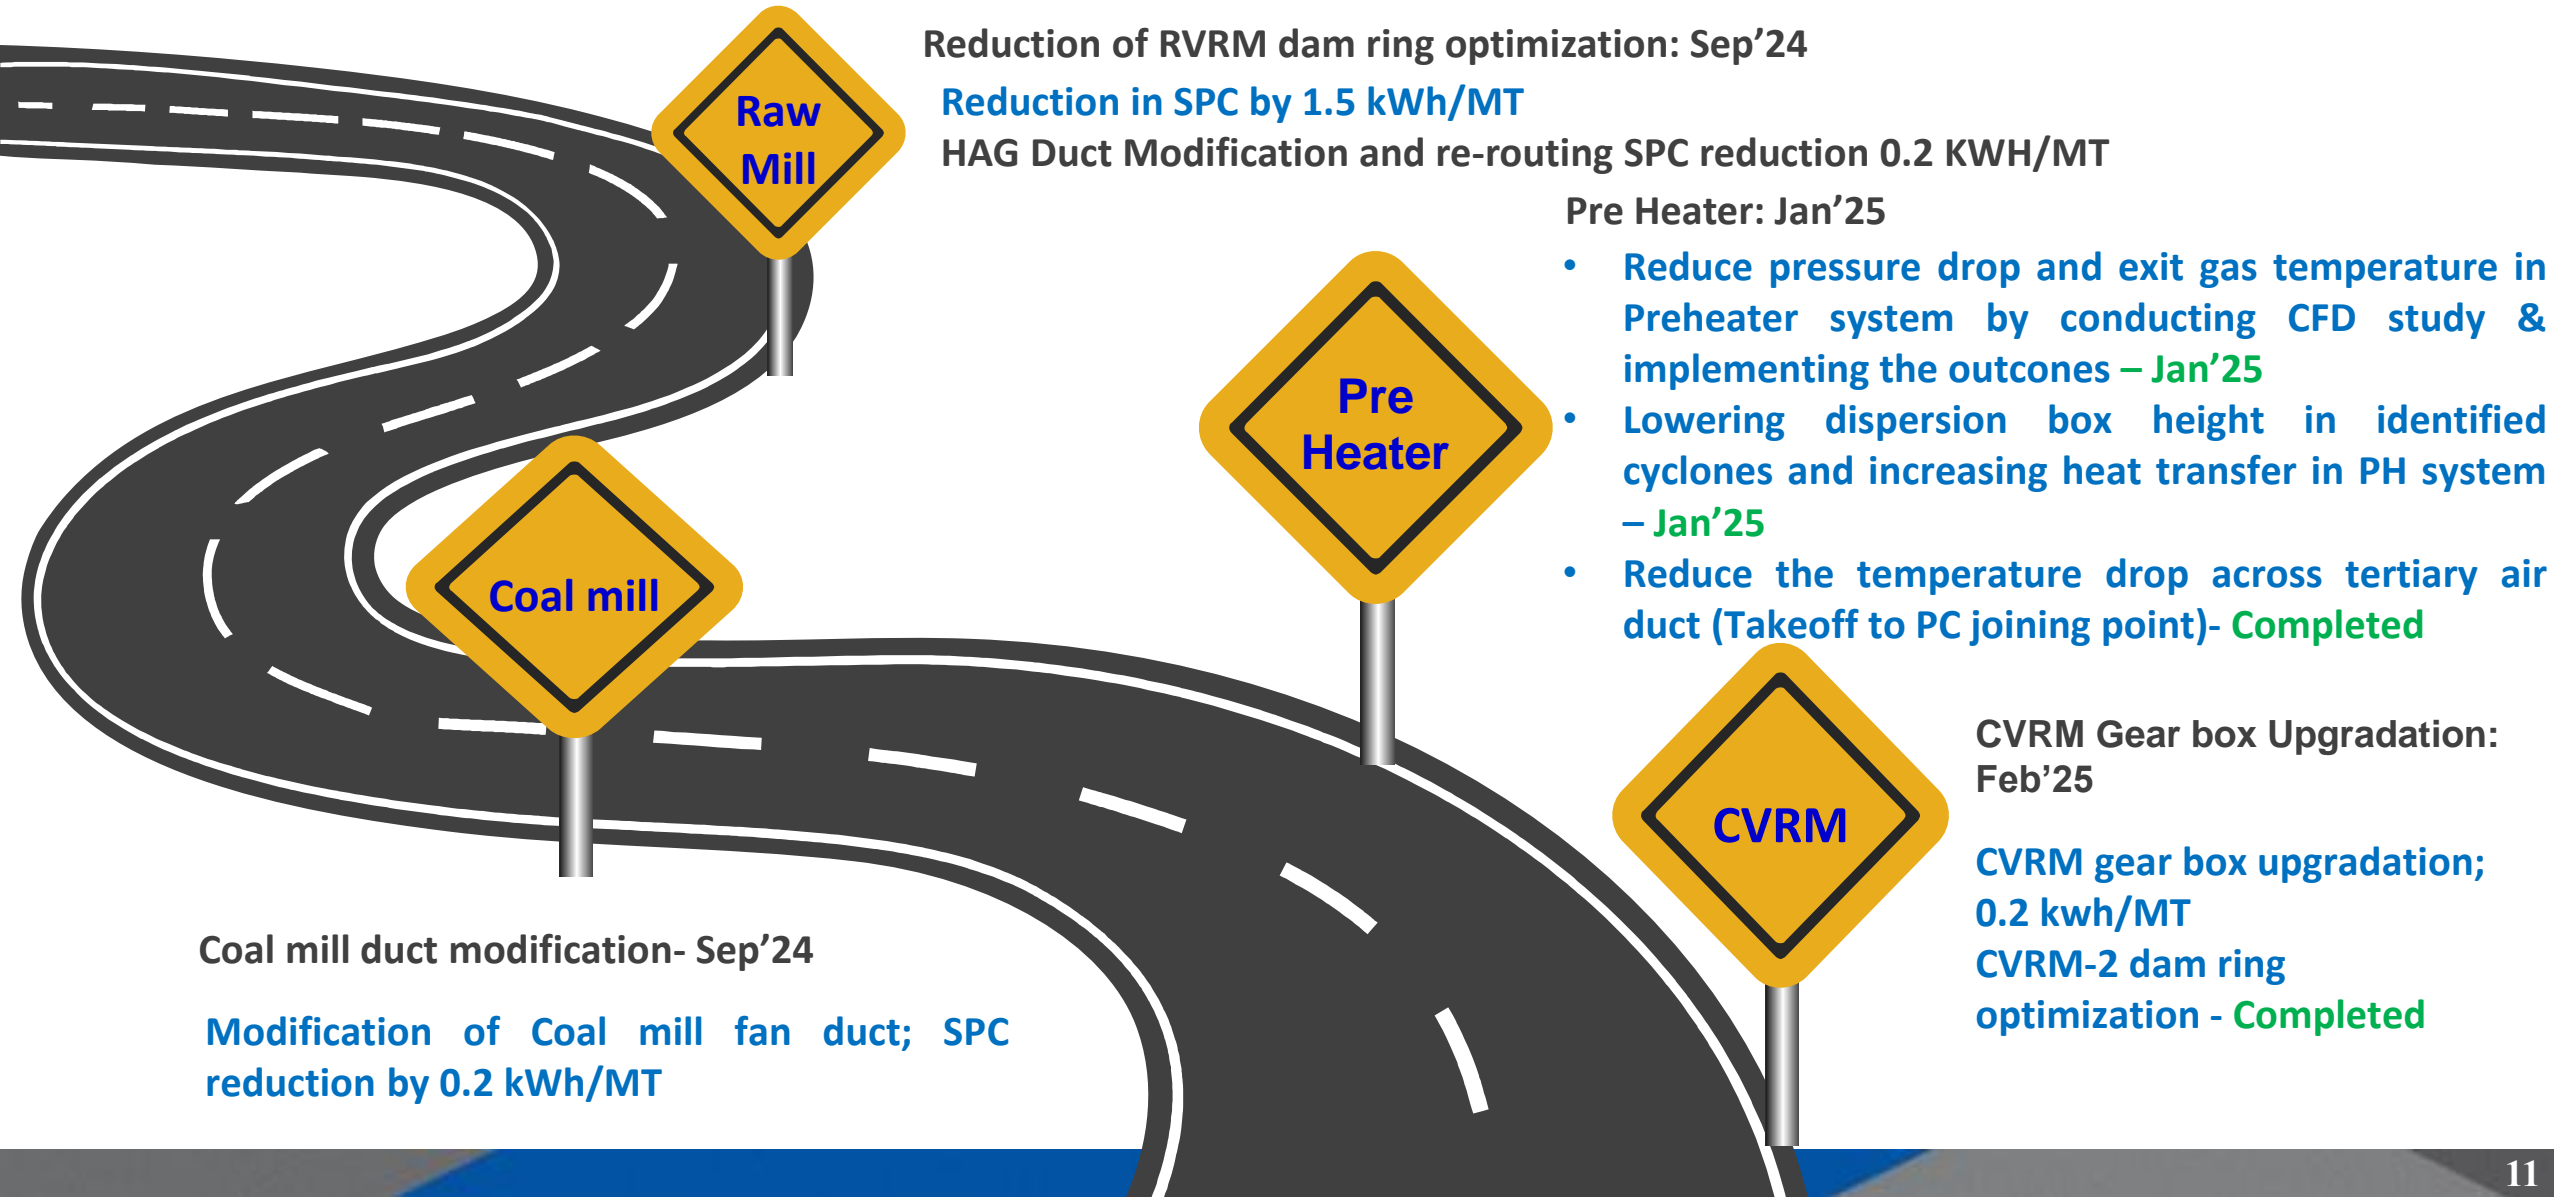 Raw
Mill
Reduction of RVRM dam ring optimization: Sep’24
Reduction in SPC by 1.5 kWh/MT
HAG Duct Modification and re-routing SPC reduction 0.2 KWH/MT
Pre Heater: Jan’25
• Reduce pressure drop and exit gas temperature in
Preheater system by conducting CFD study &
implementing the outcones – Jan’25
• Lowering dispersion box height in identified
cyclones and increasing heat transfer in PH system
– Jan’25
• Reduce the temperature drop across tertiary air
duct (Takeoff to PC joining point)- Completed
Pre
Heater
Coal mill
CVRM
CVRM Gear box Upgradation:
Feb’25
CVRM gear box upgradation;
0.2 kwh/MT
CVRM-2 dam ring
optimization - Completed
Coal mill duct modification- Sep’24
Modification of Coal mill fan duct; SPC
reduction by 0.2 kWh/MT
11